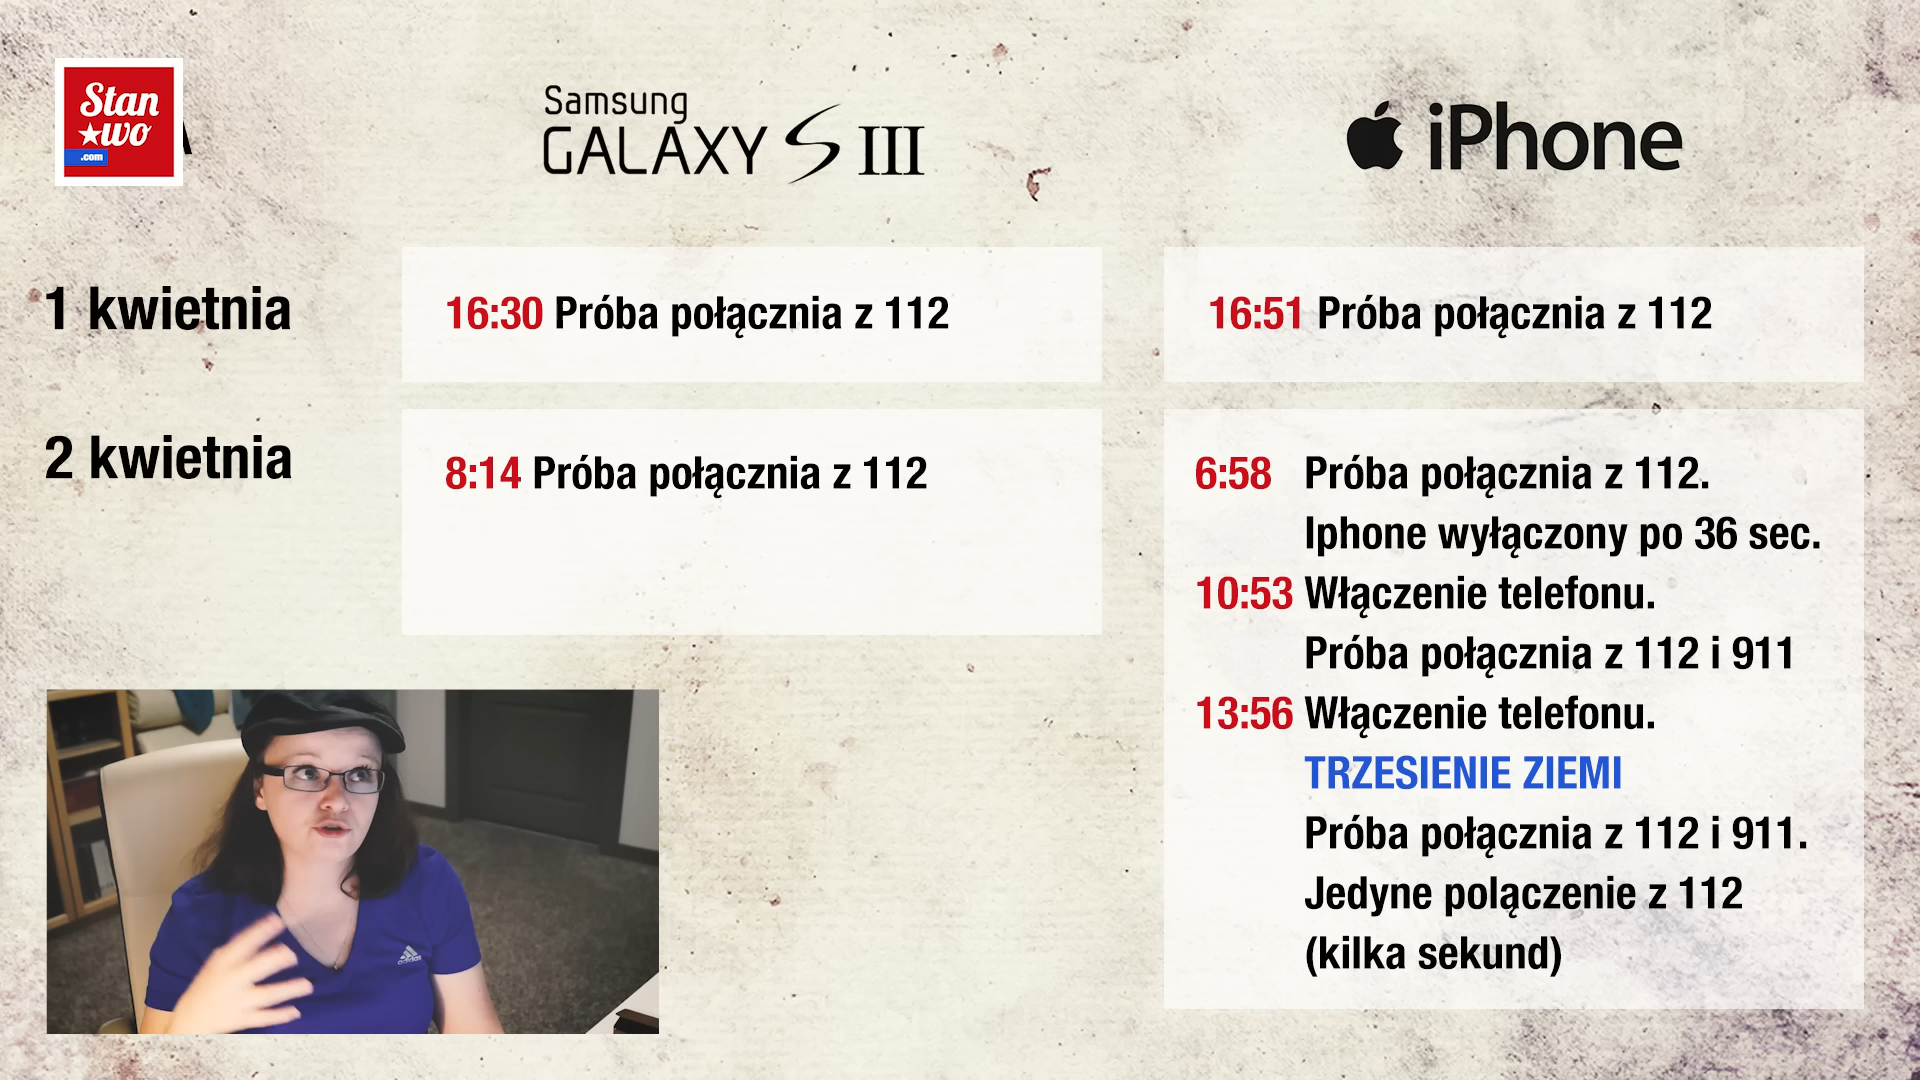 Stan
wo
.com
Samsung
GALAXY S III
iPhone
1 kwietnia
16:30 Próba połącznia z 112
16:51 Próba połącznia z 112
2 kwietnia
8:14 Próba połącznia z 112
6:58 Próba połącznia z 112.
Iphone wyłączony po 36 sec.
10:53 Włączenie telefonu.
Próba połącznia z 112 i 911
13:56 Włączenie telefonu.
TRZESIENIE ZIEMI
Próba połącznia z 112 i 911.
Jedyne polączenie z 112
(kilka sekund)
adidas